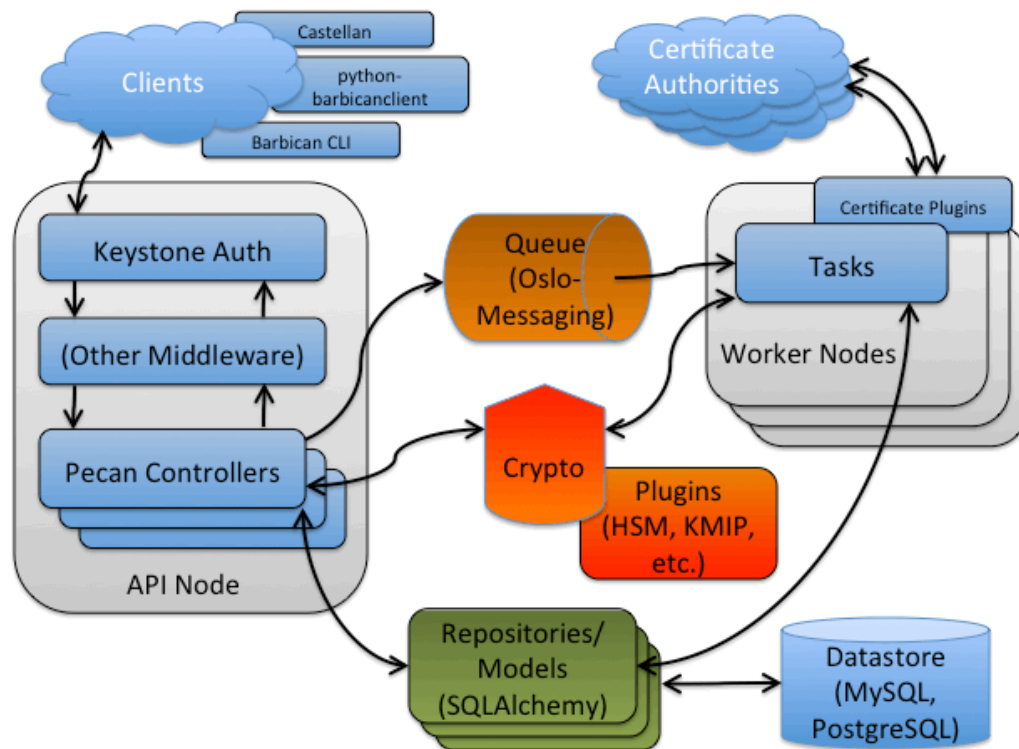 Castellan
Clients
python-
barbicanclient
Barbican CLI
Certificate
Authorities
Certificate Plugins
Keystone Auth
Queue
(Oslo-
Messaging)
Tasks
(Other Middleware)
Worker Nodes
Pecan Controllers
Crypto
Plugins
(HSM, KMIP,
etc.)
API Node
Repositories/
Models
(SQLAlchemy)
Datastore
(MySQL,
PostgreSQL)